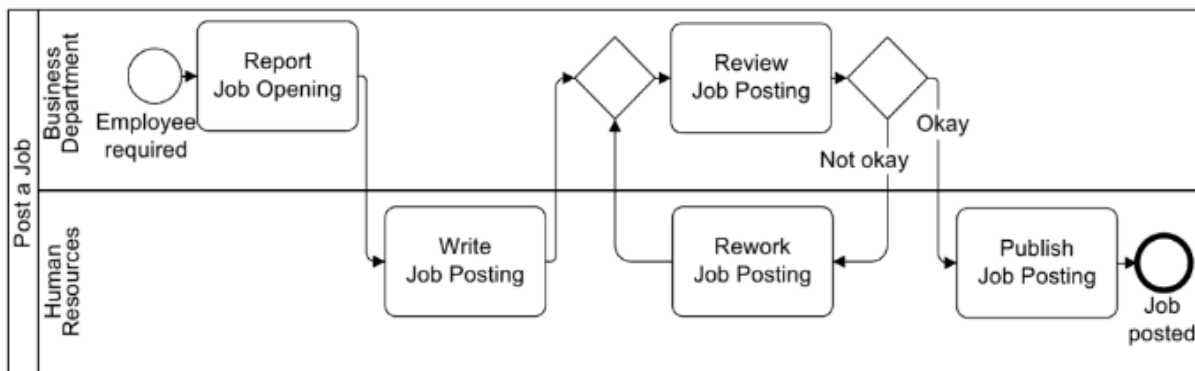 Post a Job
Business
Department
Employee
required
Report
Job Opening
Review
Job Posting
Okay
Not okay
Human
Resources
Write
Job Posting
Rework
Job Posting
Publish
Job Posting
Job
posted